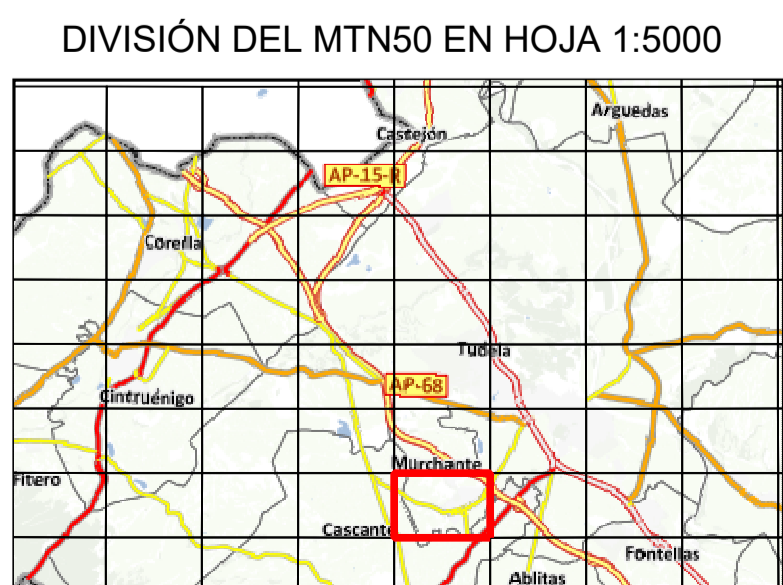 DIVISIÓN DEL MTN50 EN HOJA 1:5000
Arguedas
Castejón
AP-15-R
Corella
Tudela
AP-68
Cintruénigo
Murchante
Fitero
Cascante
Fontellas
Ablitas